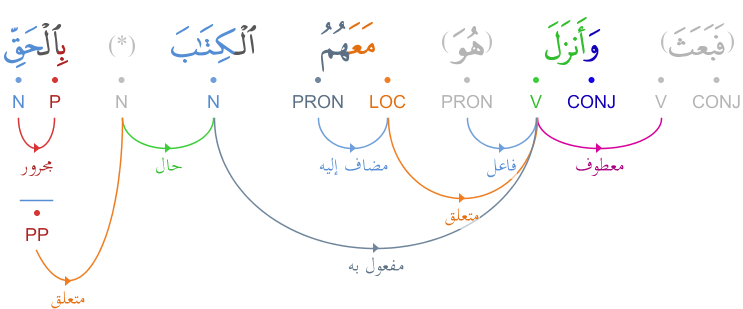 (فَبَعَثَ) وَأَنزَلَ (هُوَ) مَعَهُمُ ٱلْكِتَـٰبَ (*) بِٱلْحَقِّ
CONJ V CONJ V PRON LOC PRON N N P N
معطوف فاعل مضاف إليه حال مجرور
متعلق
PP
مفعول به
متعلق